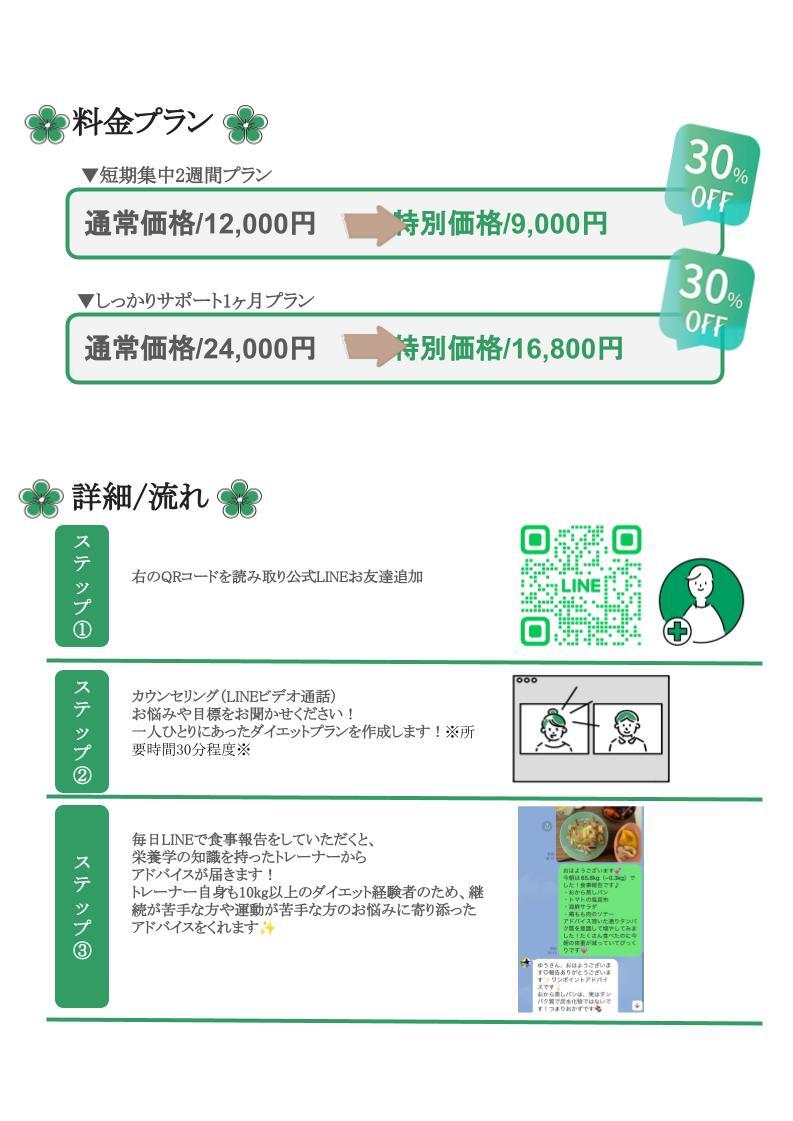 料金プラン
▼短期集中2週間プラン
30%
OFF
通常価格/12,000円
特別価格/9,000円
▼しっかりサポート1ヶ月プラン
30%
OFF
通常価格/24,000円
特別価格/16,800円
詳細/流れ
ステップ①
右のQRコードを読み取り公式LINEお友達追加
LINE
ステップ②
カウンセリング（LINEビデオ通話）
お悩みや目標をお聞かせください！
一人ひとりにあったダイエットプランを作成します！※所
要時間30分程度※
ステップ③
毎日LINEで食事報告をしていただくと、
栄養学の知識を持ったトレーナーから
アドバイスが届きます！
トレーナー自身も10kg以上のダイエット経験者のため、継
続が苦手な方や運動が苦手な方のお悩みに寄り添った
アドバイスをくれます✨
おはようございます💕
今朝は65.8kg（−0.3kg）で
した！食事報告です♪
・おから蒸しパン
・トマトの塩昆布
・海鮮サラダ
・鶏もも肉のソテー
アドバイス頂いた通りタンパ
ク質を意識して増やしてみま
した！たくさん食べたのに今
朝の体重が減っていてびっく
りです💗
ゆうさん、おはようございま
す♡報告ありがとうございま
す✨ワンポイントアドバイ
スです
おから蒸しパンは、実はタン
パク質で炭水化物ではないで
す！つまりおかずです